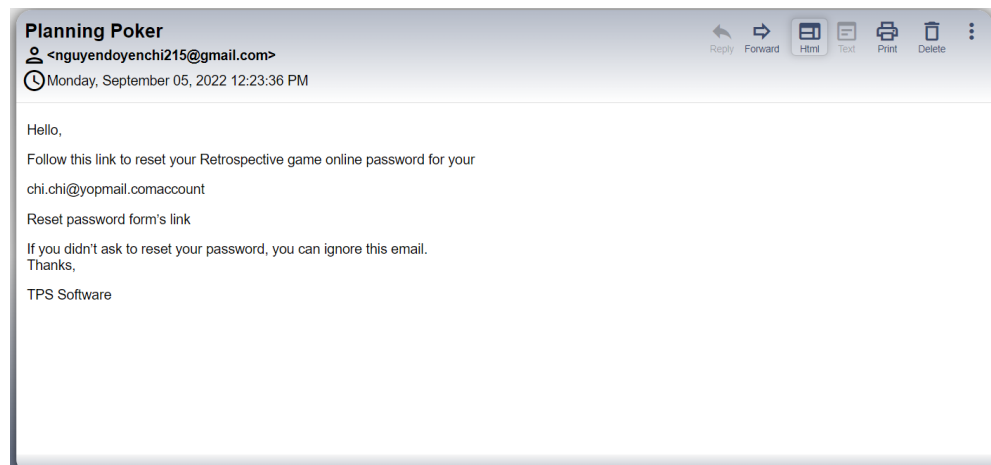 Planning Poker
<nguyendoyenchi215@gmail.com>
Monday, September 05, 2022 12:23:36 PM
Reply Forward Html Text Print Delete
Hello,
Follow this link to reset your Retrospective game online password for your
chi.chi@yopmail.comaccount
Reset password form's link
If you didn't ask to reset your password, you can ignore this email.
Thanks,
TPS Software